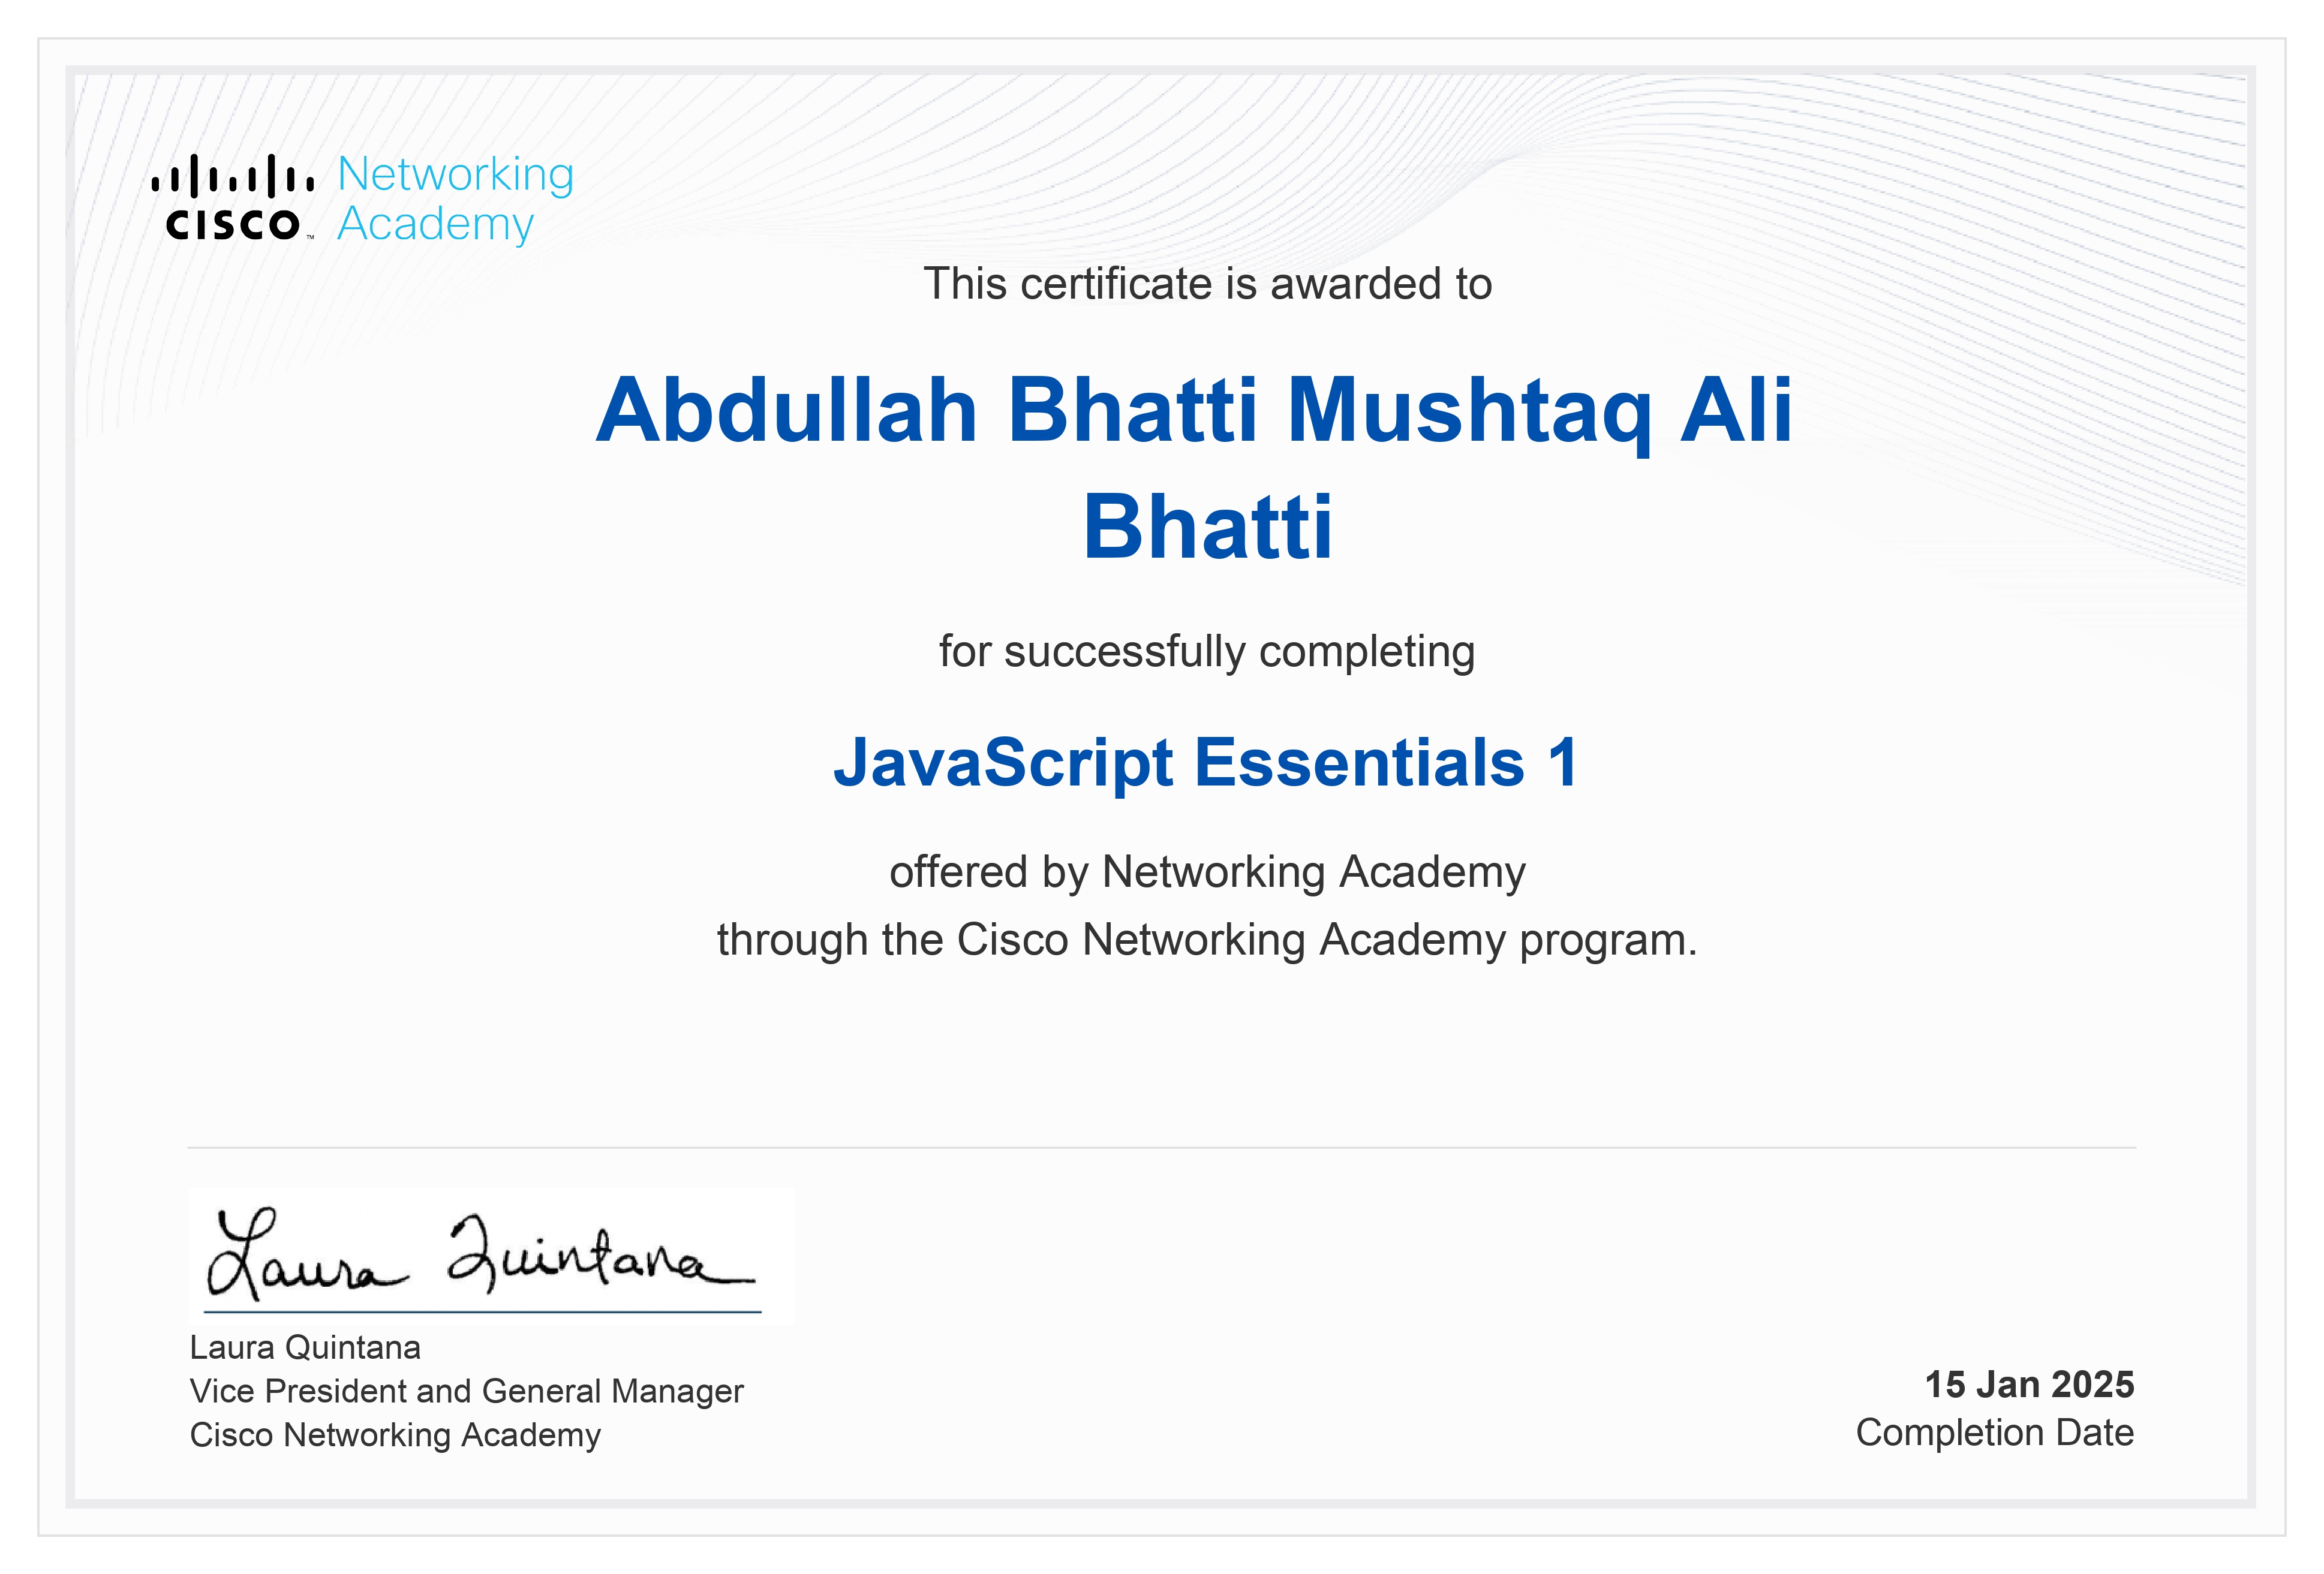 CISCO™
Networking
Academy
This certificate is awarded to
Abdullah Bhatti Mushtaq Ali
Bhatti
for successfully completing
JavaScript Essentials 1
offered by Networking Academy
through the Cisco Networking Academy program.
Laura Quintana
Laura Quintana
Vice President and General Manager
Cisco Networking Academy
15 Jan 2025
Completion Date